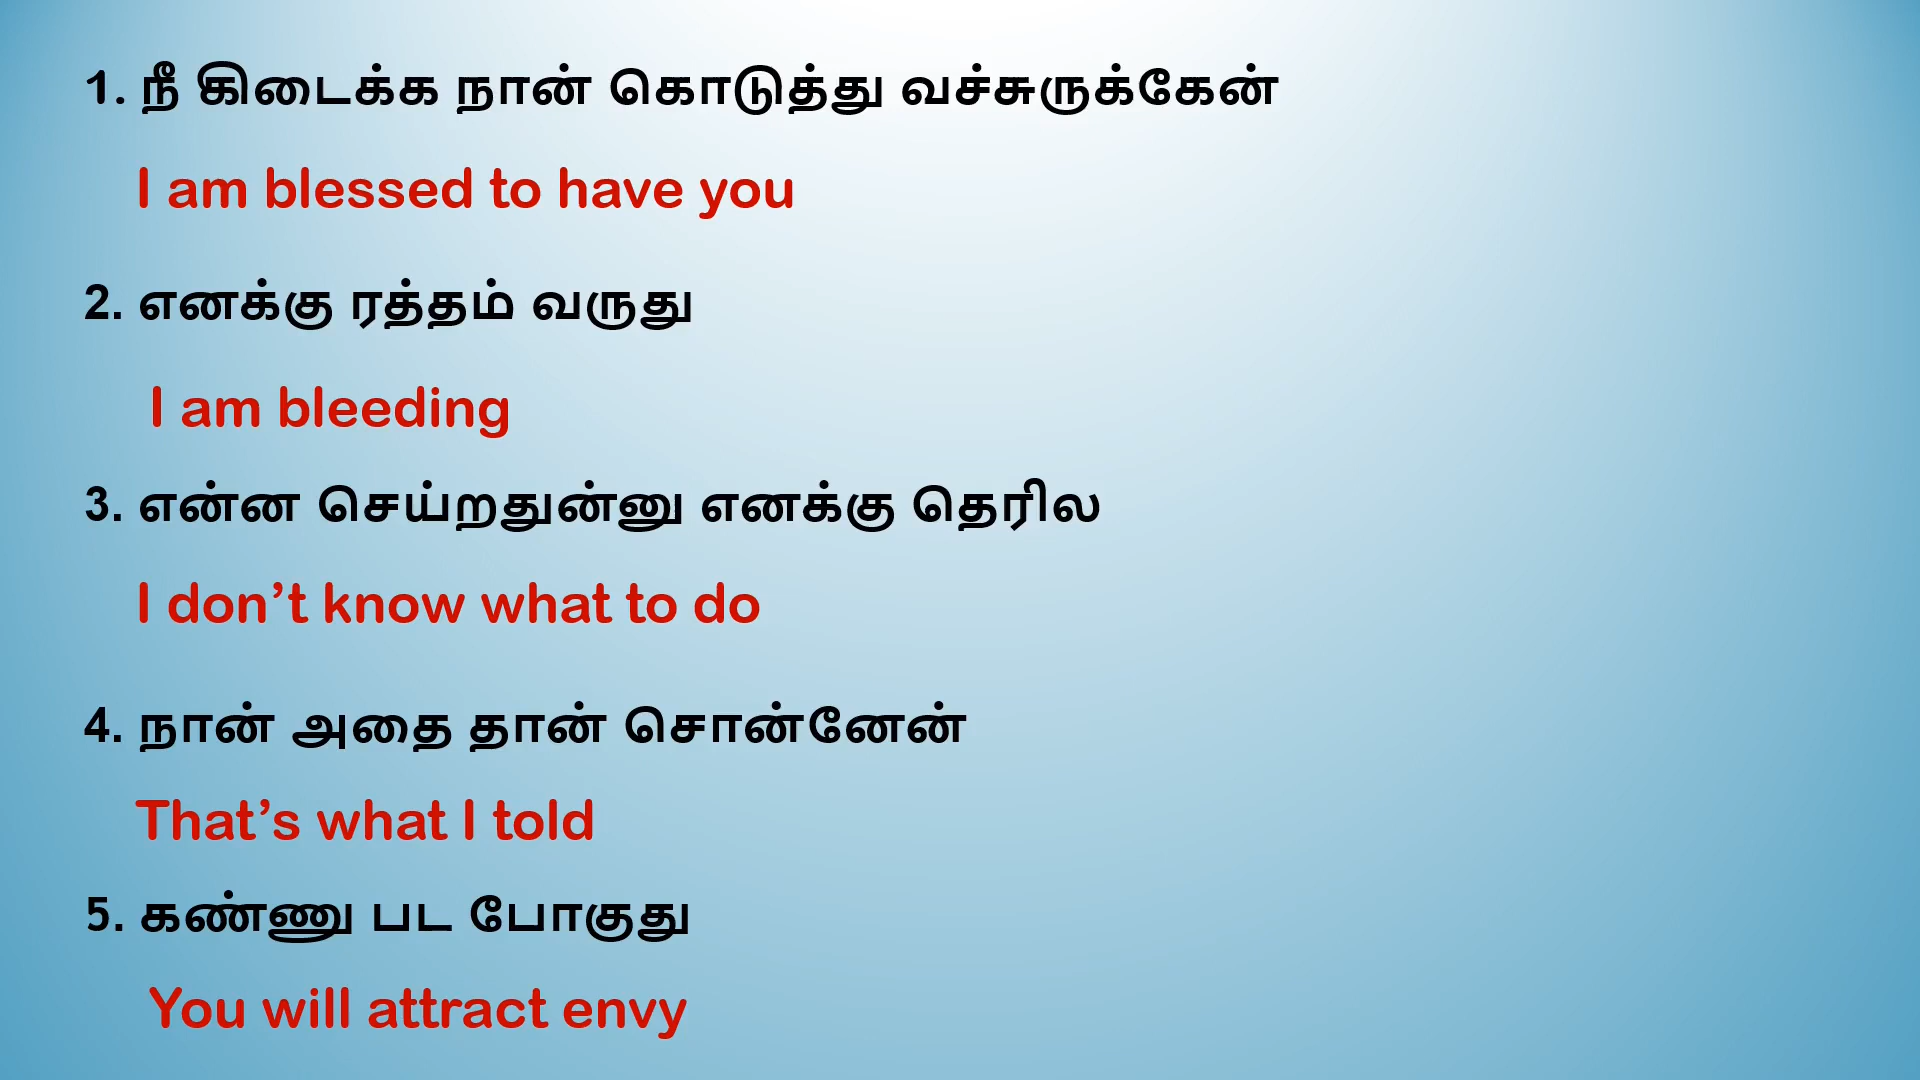 1. நீ கிடைக்க நான் கொடுத்து வச்சுருக்கேன்
I am blessed to have you
2. எனக்கு ரத்தம் வருது
I am bleeding
3. என்ன செய்றதுன்னு எனக்கு தெரில
I don’t know what to do
4. நான் அதை தான் சொன்னேன்
That’s what I told
5. கண்ணு பட போகுது
You will attract envy